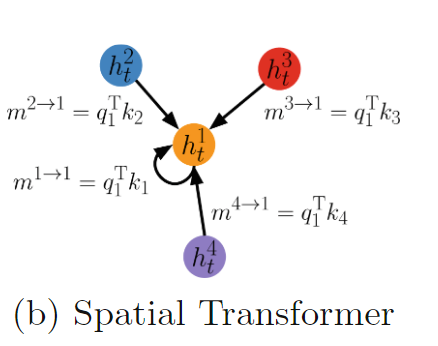 h_t^2
h_t^3
m^{2→1} = q_1^T k_2
m^{3→1} = q_1^T k_3
h_t^1
m^{1→1} = q_1^T k_1
m^{4→1} = q_1^T k_4
h_t^4
(b) Spatial Transformer